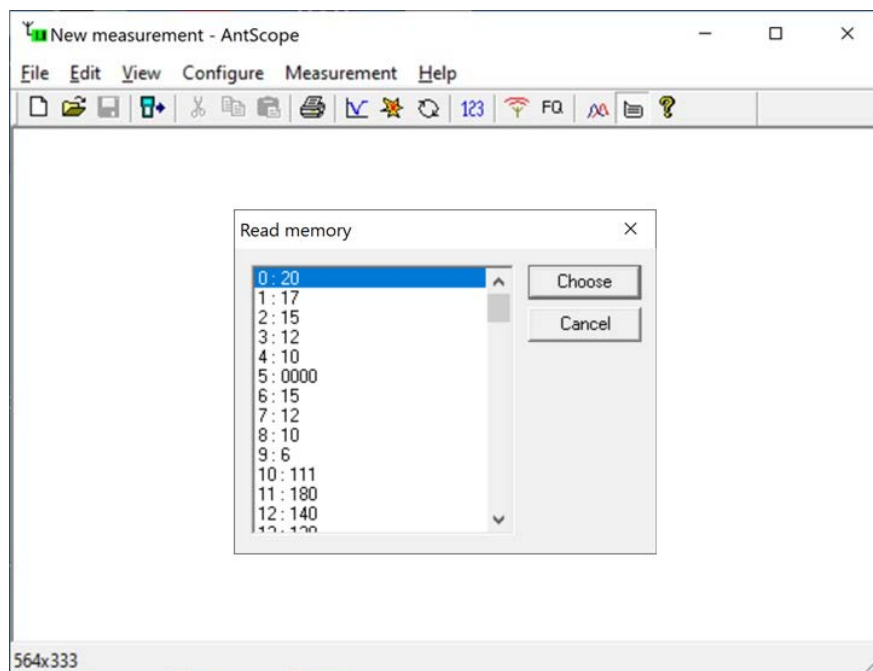 New measurement - AntScope
File Edit View Configure Measurement Help
123 FQ
Read memory
0 : 20
1 : 17
2 : 15
3 : 12
4 : 10
5 : 0000
6 : 15
7 : 12
8 : 10
9 : 6
10 : 111
11 : 180
12 : 140
Choose
Cancel
564x333